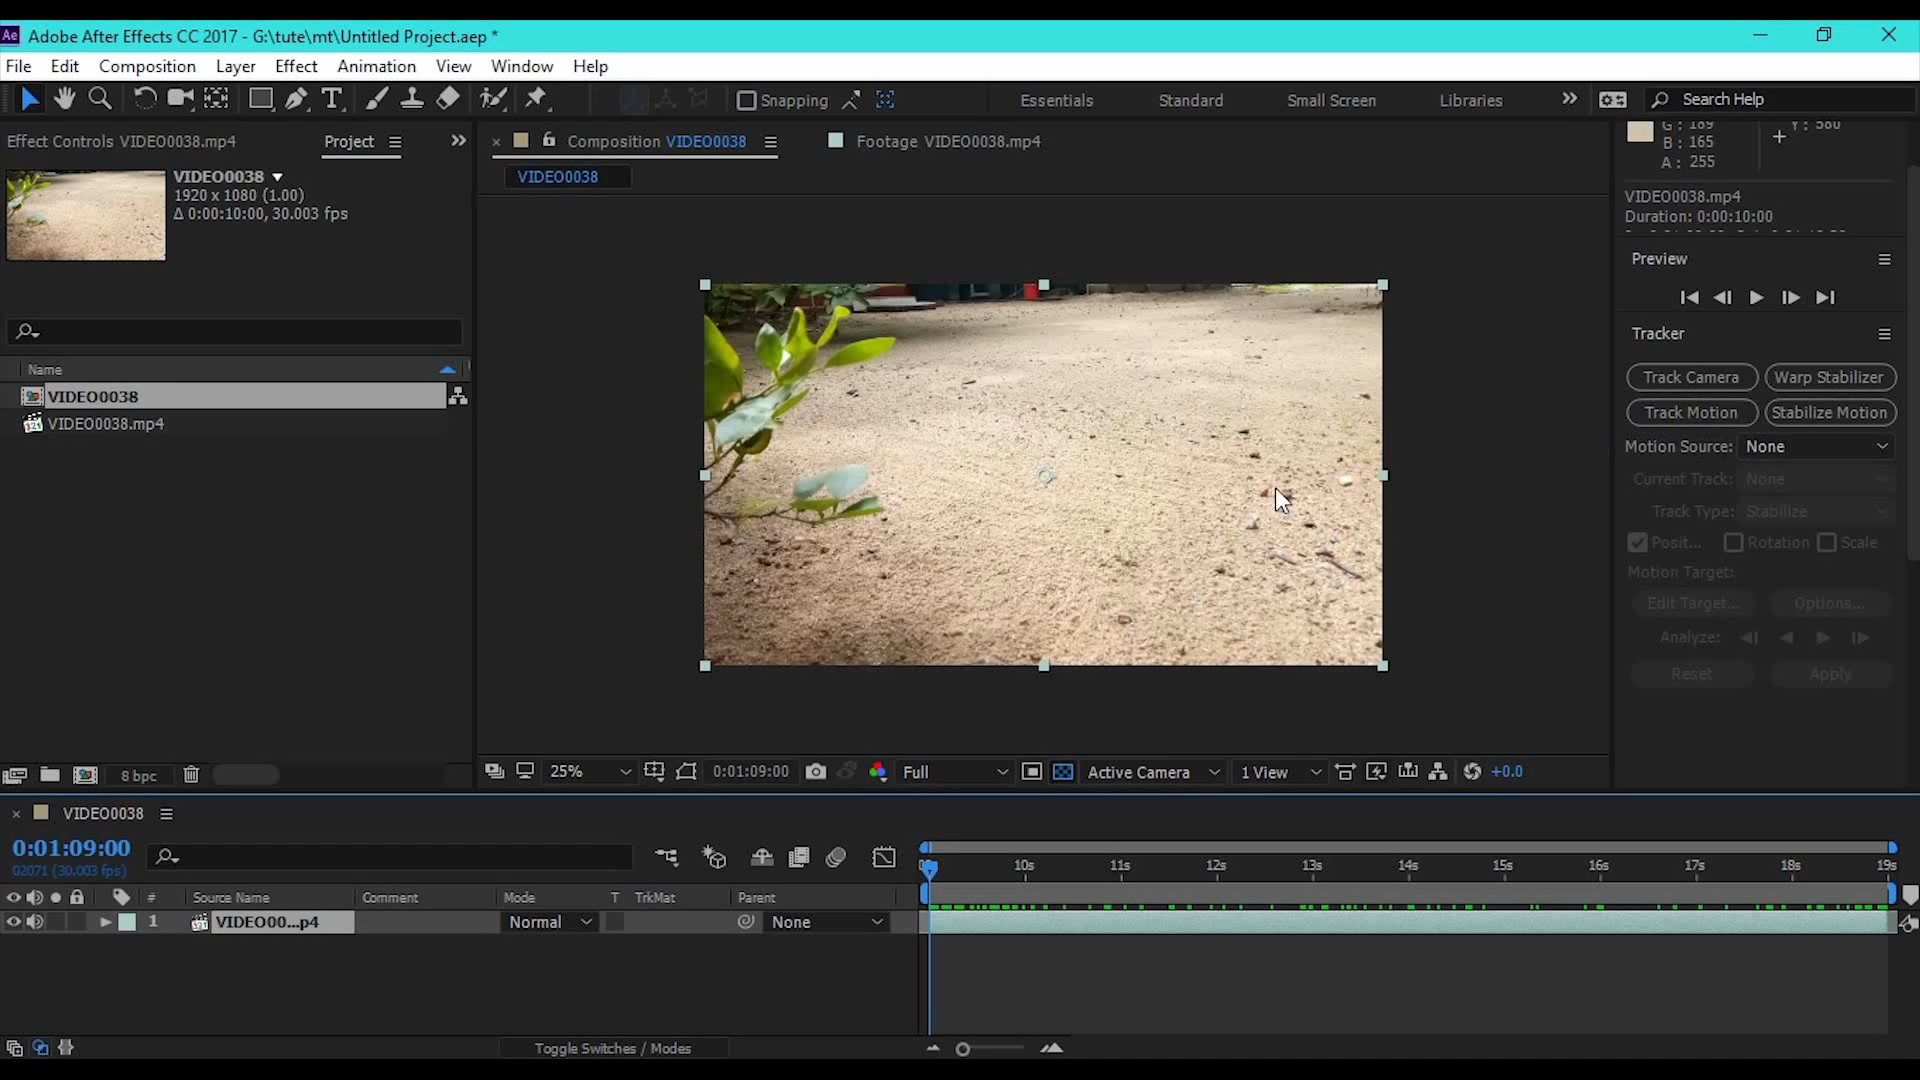 Ae Adobe After Effects CC 2017 - G:\tute\mt\Untitled Project.aep *
File Edit Composition Layer Effect Animation View Window Help
Snapping Essentials Standard Small Screen Libraries Search Help
Effect Controls VIDEO0038.mp4 Project Composition VIDEO0038 Footage VIDEO0038.mp4
G : 189 Y : 580
B : 165
A : 255
VIDEO0038
1920 x 1080 (1.00)
Δ 0:00:10:00, 30.003 fps
VIDEO0038
VIDEO0038.mp4
Duration: 0:00:10:00
Preview
Tracker
Name
VIDEO0038
VIDEO0038.mp4
Track Camera Warp Stabilizer
Track Motion Stabilize Motion
Motion Source: None
Current Track: None
Track Type: Stabilize
Posit... Rotation Scale
Motion Target:
Edit Target... Options...
Analyze:
Reset Apply
8 bpc 25% 0:01:09:00 Full Active Camera 1 View +0.0
VIDEO0038
0:01:09:00
02071 (30.003 fps)
10s 11s 12s 13s 14s 15s 16s 17s 18s 19s
# Source Name Comment Mode T TrkMat Parent
1 VIDEO00...p4 Normal None
Toggle Switches / Modes